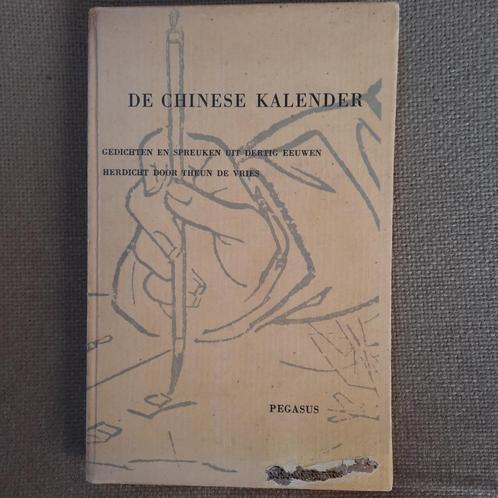 DE CHINESE KALENDER
GEDICHTEN EN SPREUKEN UIT DERTIG EEUWEN
HERDICHT DOOR THEUN DE VRIES
PEGASUS